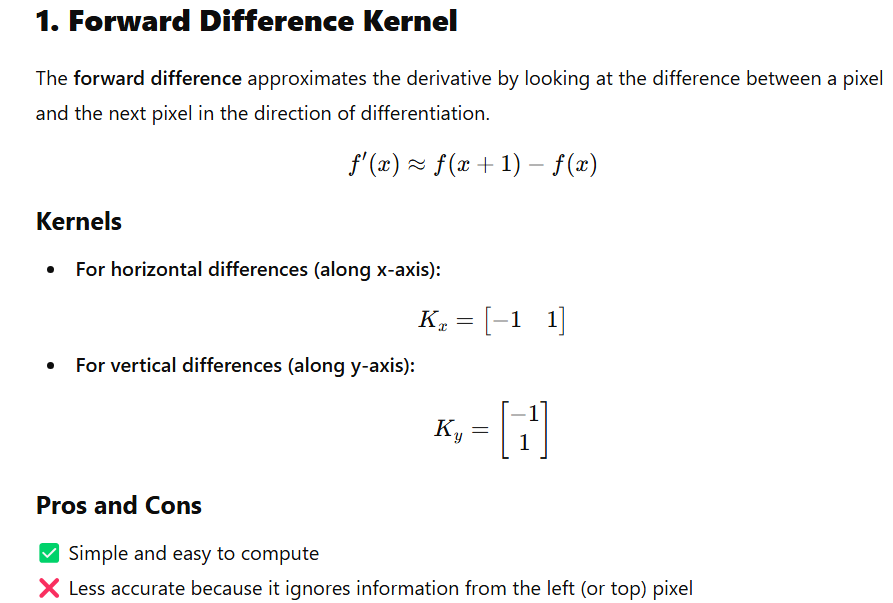 1. Forward Difference Kernel
The forward difference approximates the derivative by looking at the difference between a pixel
and the next pixel in the direction of differentiation.
f′(x) ≈ f(x + 1) − f(x)
Kernels
• For horizontal differences (along x-axis):
Kₓ = [−1 1]
• For vertical differences (along y-axis):
K_y = [−1
1]
Pros and Cons
✅ Simple and easy to compute
❌ Less accurate because it ignores information from the left (or top) pixel